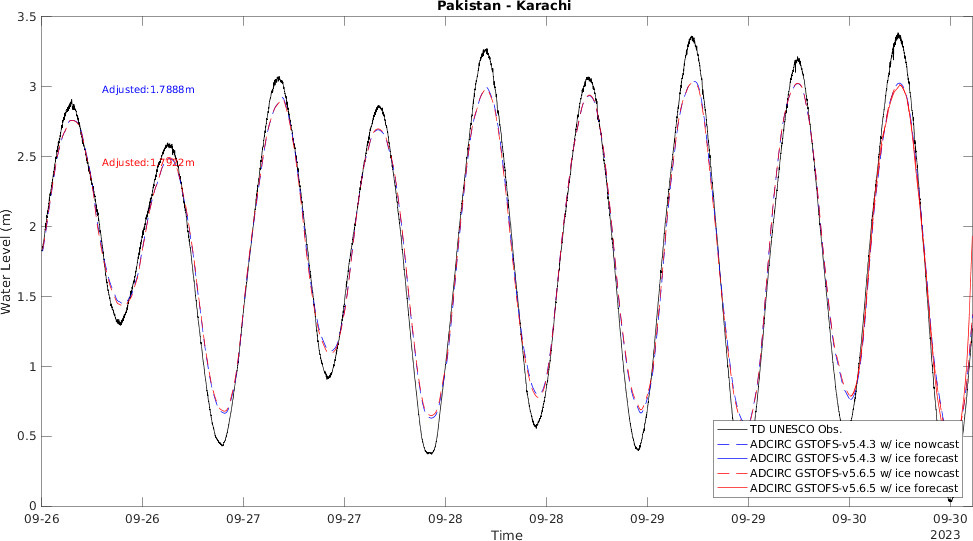 Pakistan - Karachi
3.5
3
2.5
2
1.5
1
0.5
0
Water Level (m)
Adjusted:1.7888m
TD UNESCO Obs.
ADCIRC GSTOFS-v5.4.3 w/ ice nowcast
ADCIRC GSTOFS-v5.4.3 w/ ice forecast
ADCIRC GSTOFS-v5.6.5 w/ ice nowcast
ADCIRC GSTOFS-v5.6.5 w/ ice forecast
09-26 09-26 09-27 09-27 09-28 09-28 09-29 09-29 09-30 09-30
2023
Time